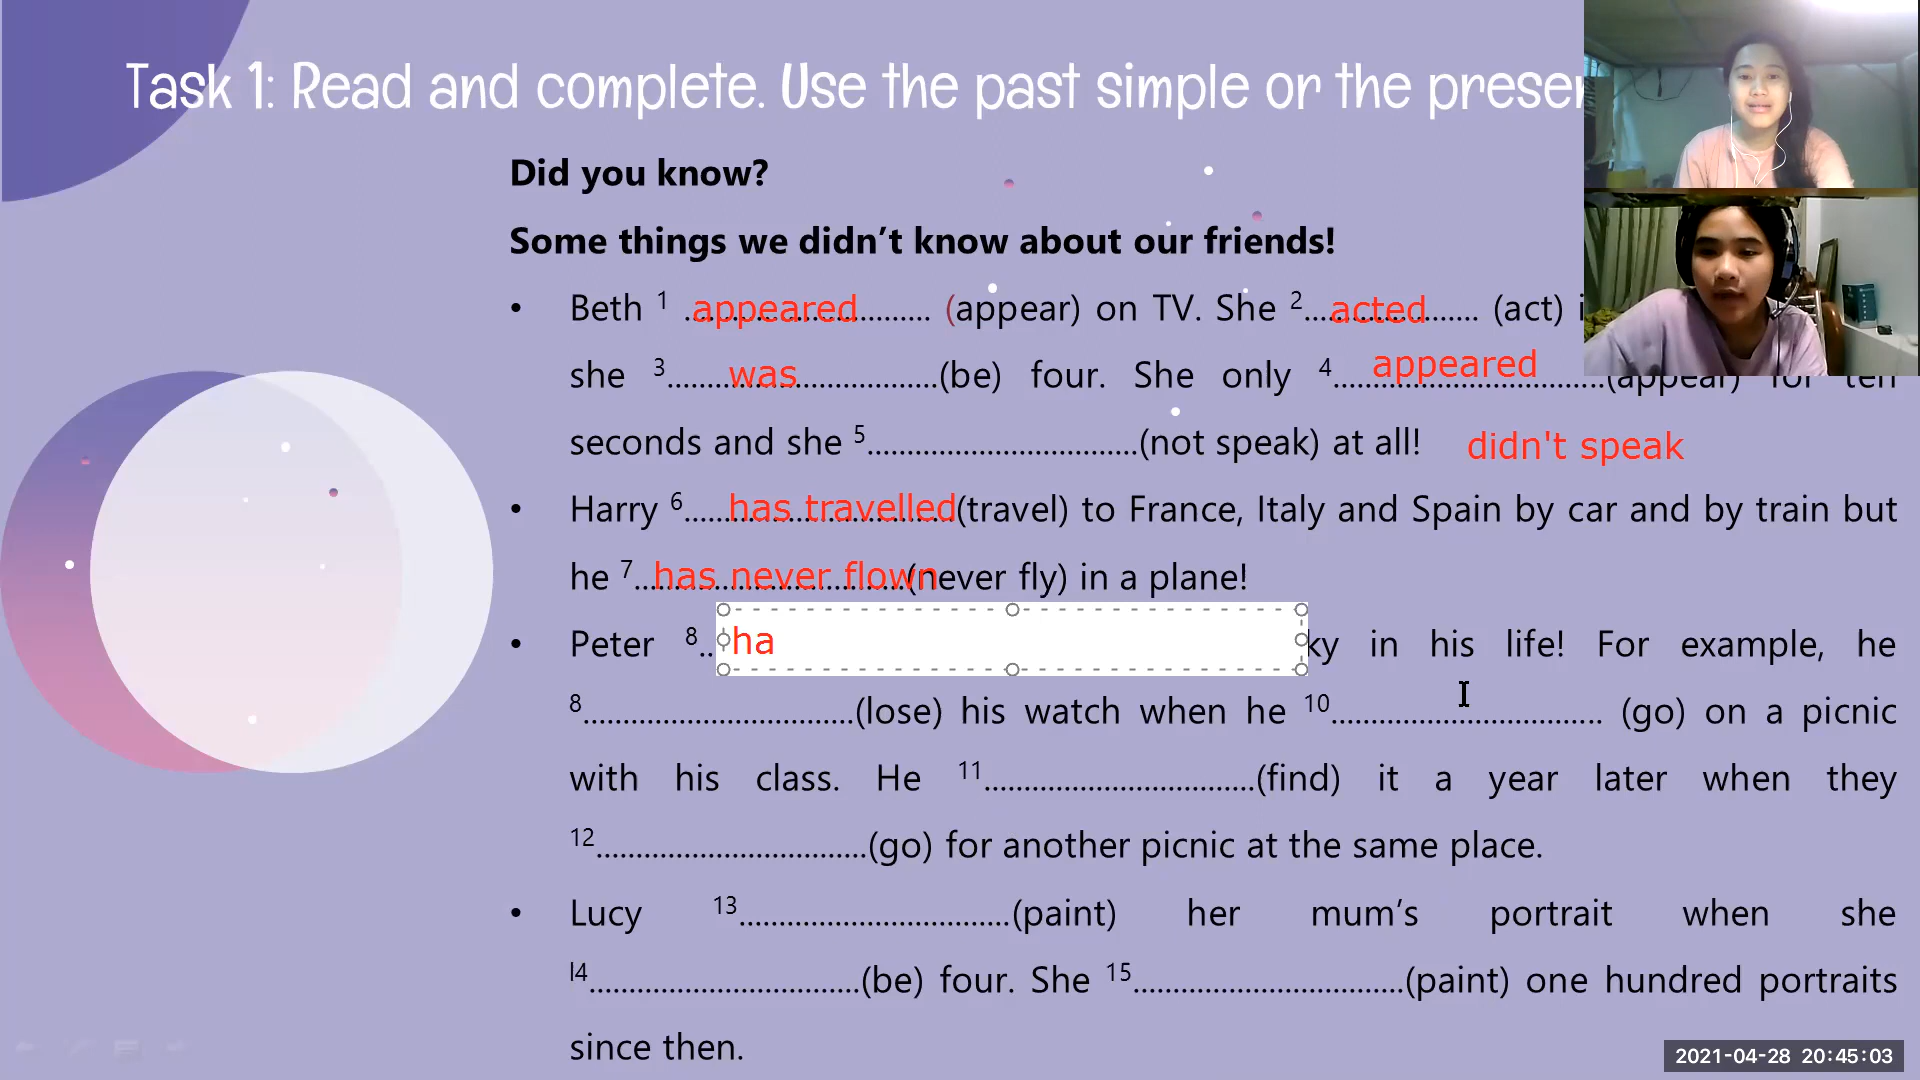 Task 1: Read and complete. Use the past simple or the presen
Did you know?
Some things we didn't know about our friends!
• Beth 1 appeared (appear) on TV. She 2 acted (act) i
she 3 was (be) four. She only 4 appeared (appear) for ten
seconds and she 5..................................(not speak) at all! didn't speak
• Harry 6 has travelled (travel) to France, Italy and Spain by car and by train but
he 7 has never flown (never fly) in a plane!
• Peter 8.. ha ky in his life! For example, he
8..................................(lose) his watch when he 10.................................. (go) on a picnic
with his class. He 11..................................(find) it a year later when they
12..................................(go) for another picnic at the same place.
• Lucy 13..................................(paint) her mum's portrait when she
l4..................................(be) four. She 15..................................(paint) one hundred portraits
since then.
2021-04-28 20:45:03